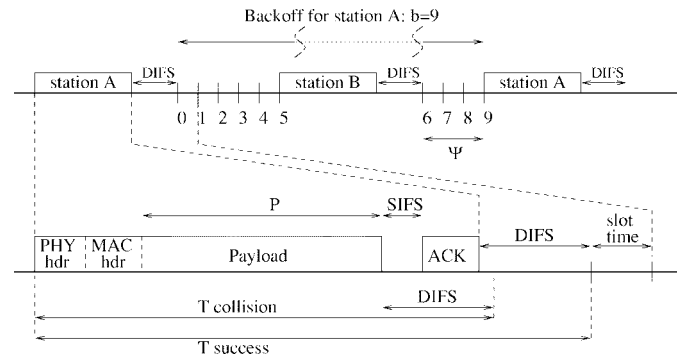 Backoff for station A: b=9
station A DIFS station B DIFS station A DIFS
0 1 2 3 4 5 6 7 8 9
Ψ
P SIFS
PHY hdr MAC hdr Payload ACK DIFS slot time
DIFS
T collision
T success